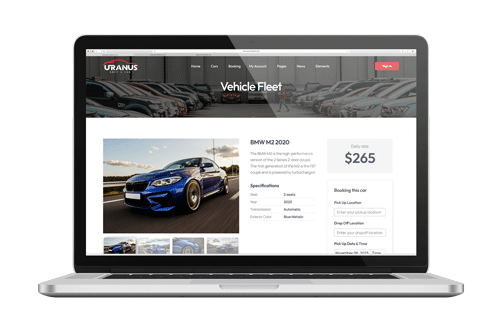 URANUS
RENT A CAR
Home Cars Booking My Account Pages News Elements
Vehicle Fleet
BMW M2 2020
The BMW M2 is the high-performance
version of the 2 Series 2-door coupé.
The first generation of the M2 is the F87
coupé and is powered by turbocharged
Specifications
Seat 2 seats
Year 2020
Transmission Automatic
Exterior Color Blue Metalic
Daily rate
$265
Booking this car
Pick Up Location
Enter your pickup location
Drop Off Location
Enter your dropoff location
Pick Up Date & Time
Time